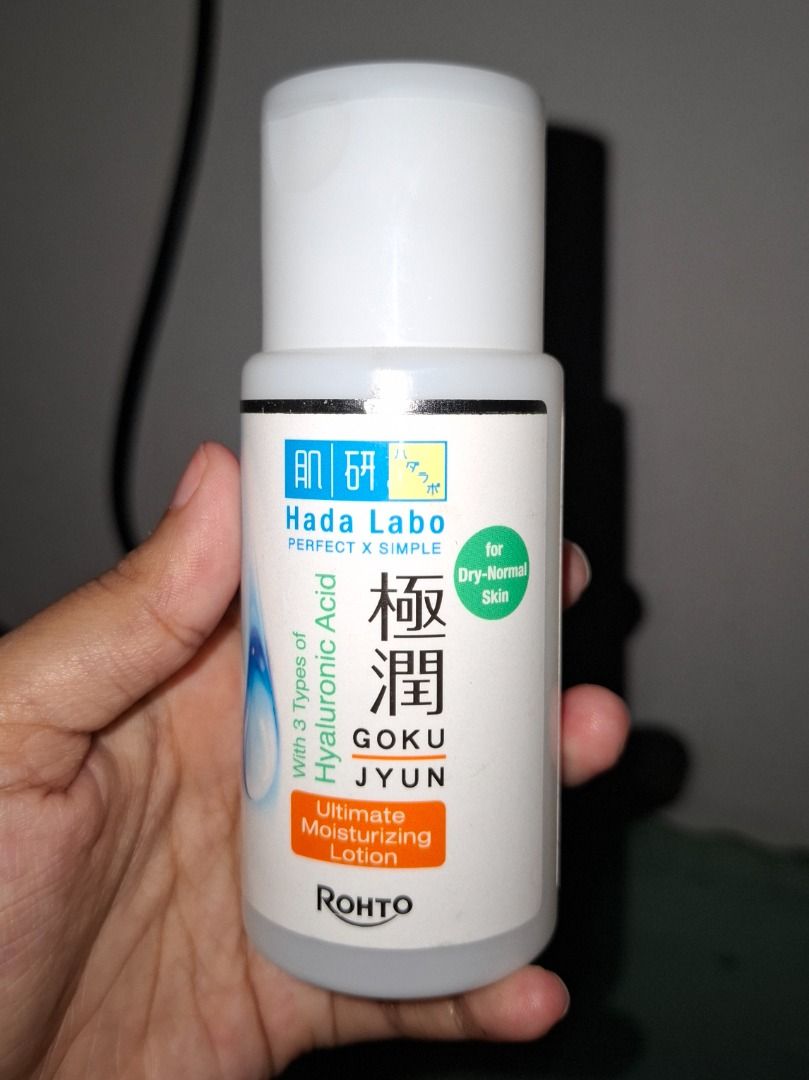 肌研
ハダラボ
Hada Labo
PERFECT X SIMPLE
for
Dry-Normal
Skin
With 3 Types of
Hyaluronic Acid
極潤
GOKU
JYUN
Ultimate
Moisturizing
Lotion
ROHTO